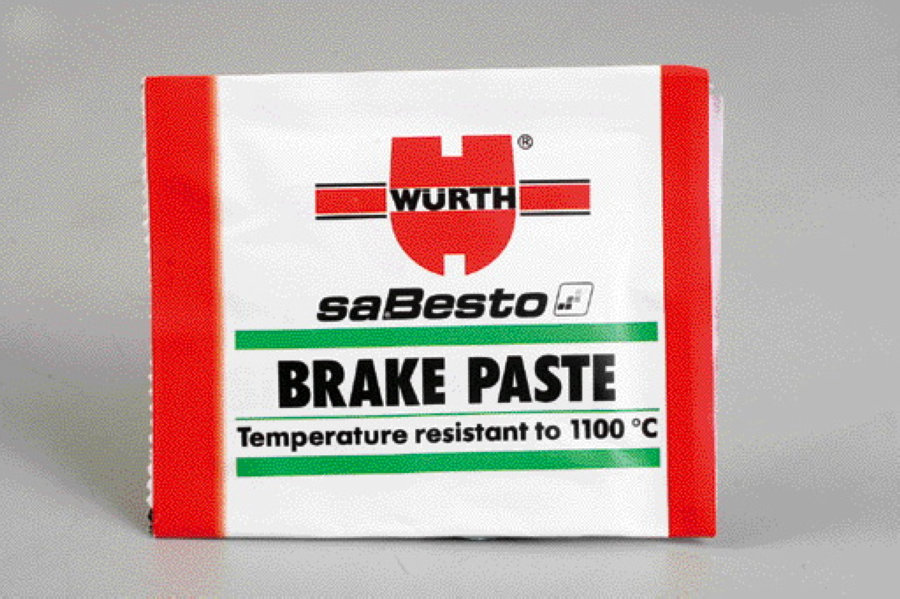 WÜRTH®
saBesto
BRAKE PASTE
Temperature resistant to 1100 °C